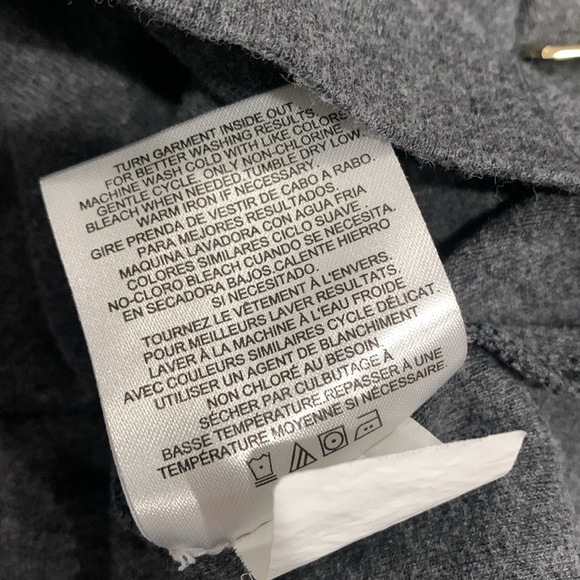 TURN GARMENT INSIDE OUT
FOR BETTER WASHING RESULTS.
MACHINE WASH COLD WITH LIKE COLORS
GENTLE CYCLE. ONLY NON-CHLORINE
BLEACH WHEN NEEDED. TUMBLE DRY LOW.
WARM IRON IF NECESSARY.
GIRE PRENDA DE VESTIR DE CABO A RABO.
PARA MEJORES RESULTADOS.
MAQUINA LAVADORA CON AGUA FRIA
COLORES SIMILARES CICLO SUAVE.
NO-CLORO BLEACH CUANDO SE NECESITA.
EN SECADORA BAJOS.CALENTE HIERRO
SI NECESITADO.
TOURNEZ LE VÊTEMENT À L'ENVERS.
POUR MEILLEURS LAVER RESULTATS.
LAVER À LA MACHINE À L'EAU FROIDE.
AVEC COULEURS SIMILAIRES CYCLE DÉLICAT.
UTILISER UN AGENT DE BLANCHIMENT
NON CHLORÉ AU BESOIN.
SÉCHER PAR CULBUTAGE À
BASSE TEMPÉRATURE.REPASSER À UNE
TEMPÉRATURE MOYENNE SI NÉCESSAIRE.